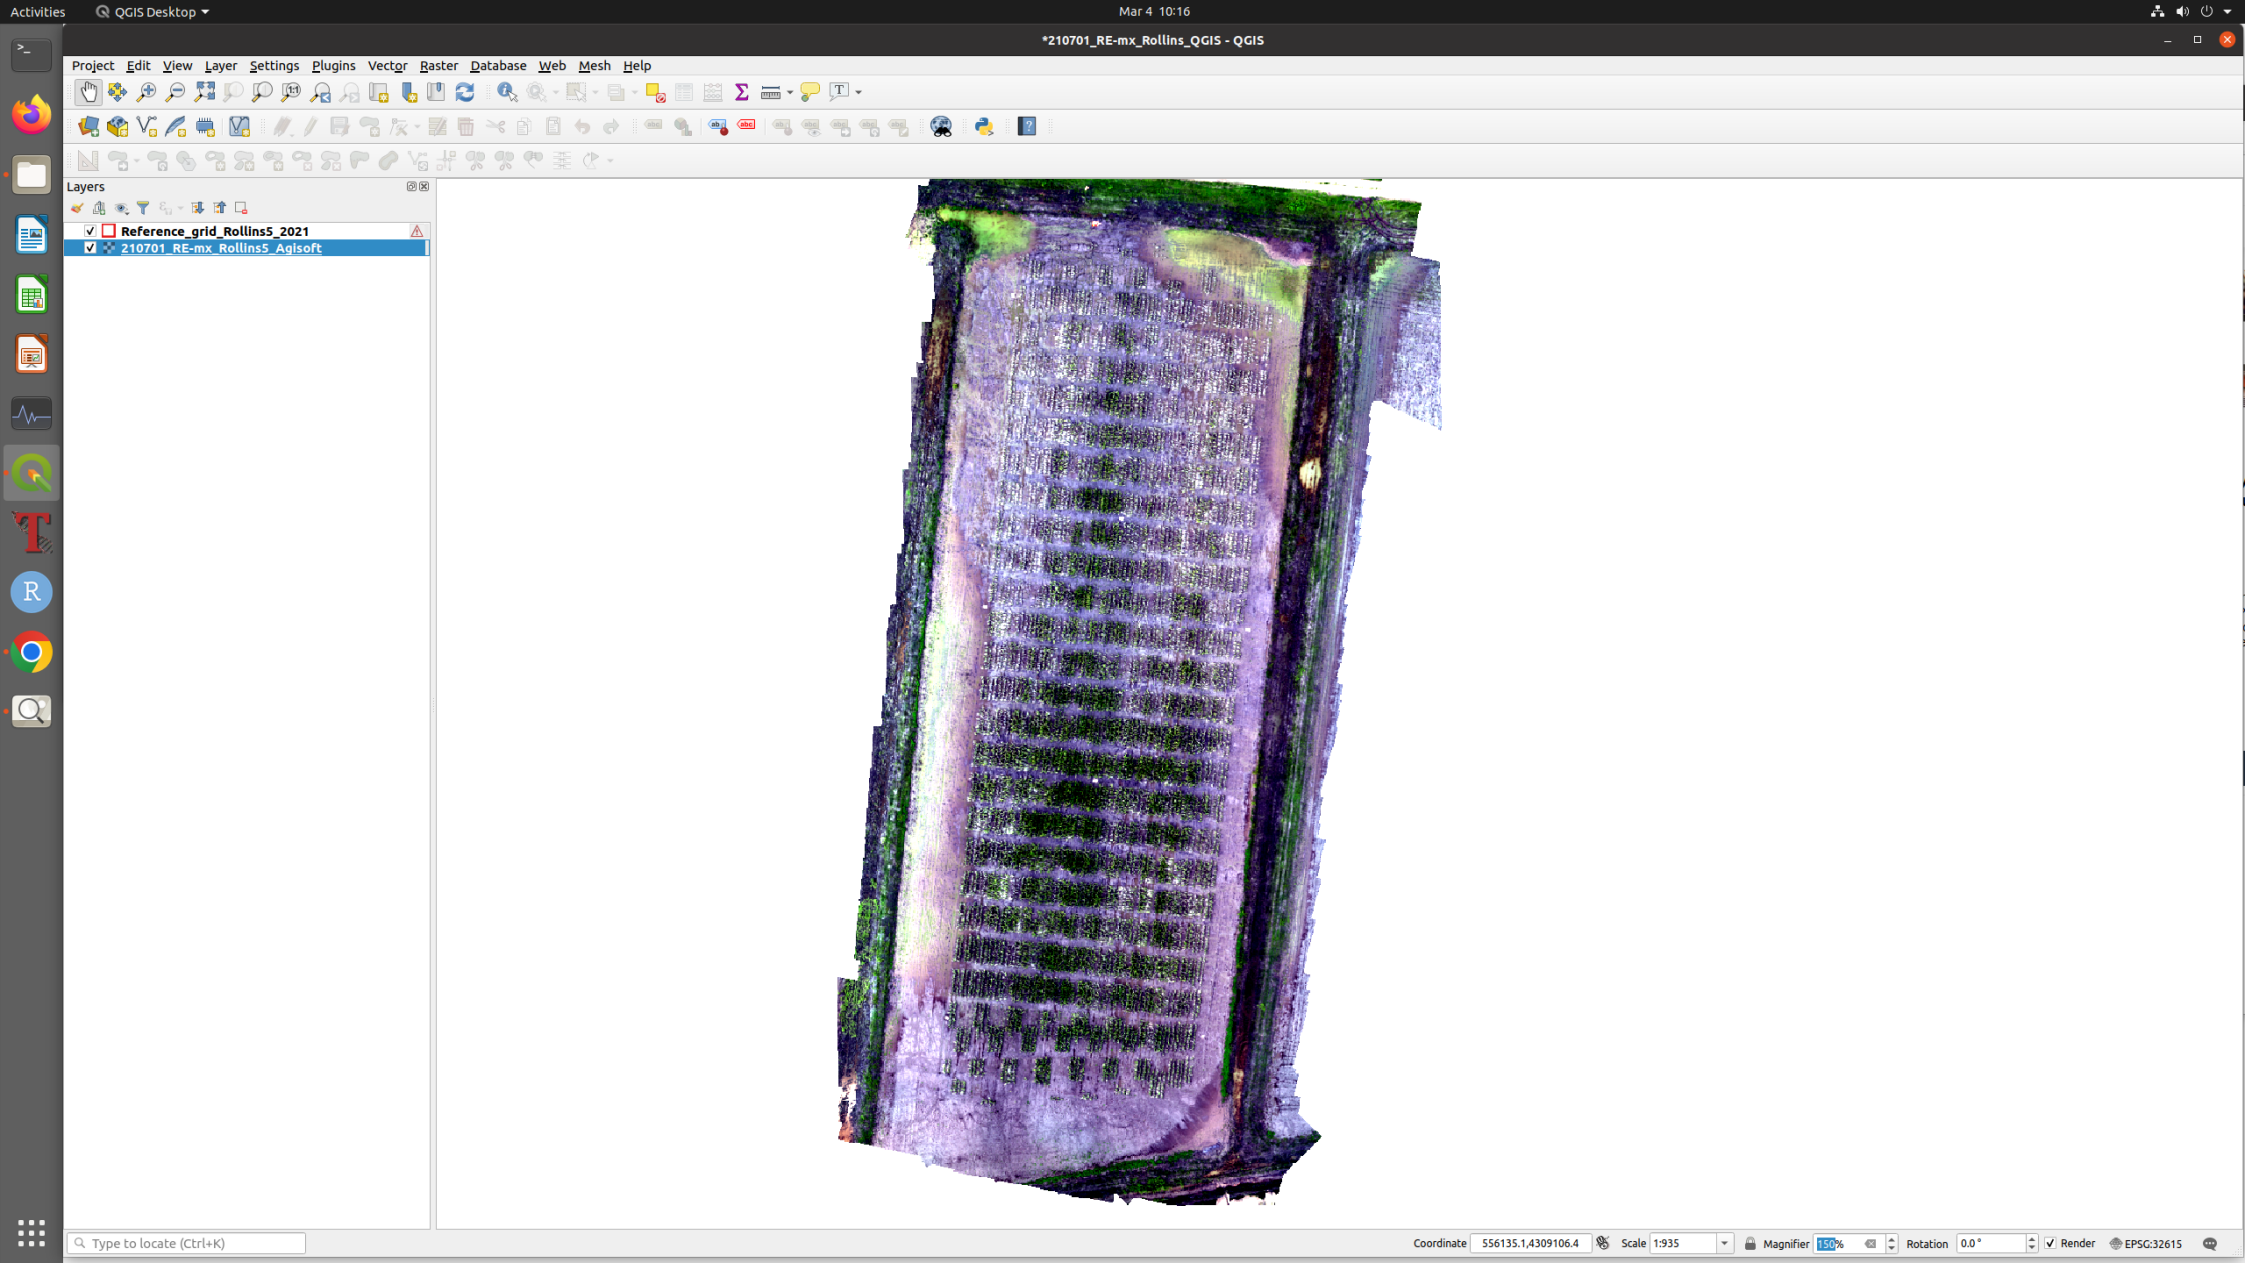 Activities QGIS Desktop Mar 4 10:16
*210701_RE-mx_Rollins_QGIS - QGIS
Project Edit View Layer Settings Plugins Vector Raster Database Web Mesh Help
Layers
Reference_grid_Rollins5_2021
210701_RE-mx_Rollins5_Agisoft
Type to locate (Ctrl+K) Coordinate 556135.1,4309106.4 Scale 1:935 Magnifier 150% Rotation 0.0 ° Render EPSG:32615